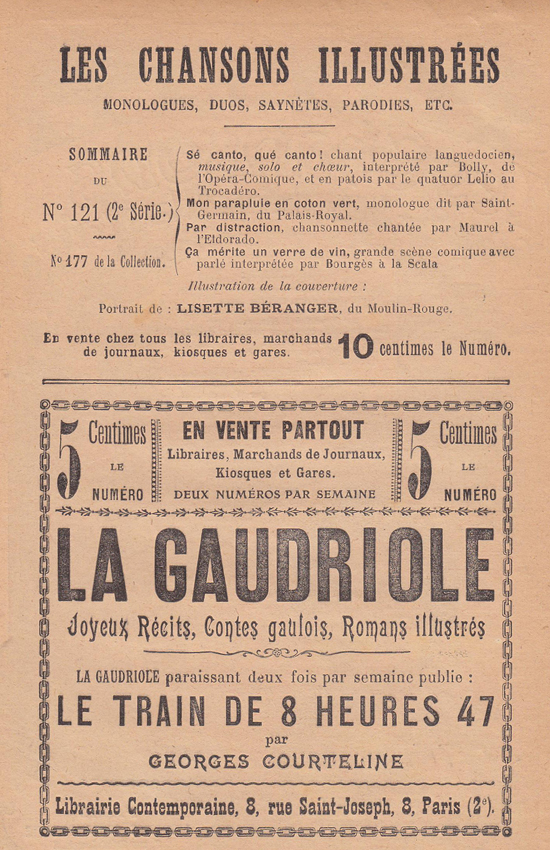 LES CHANSONS ILLUSTRÉES
MONOLOGUES, DUOS, SAYNÈTES, PARODIES, ETC.
SOMMAIRE
DU
N° 121 (2e Série.)
N° 177 de la Collection.
Sé canto, qué canto! chant populaire languedocien,
musique, solo et chœur, interprété par Bolly, de
l'Opéra-Comique, et en patois par le quatuor Lelio au
Trocadéro.
Mon parapluie en coton vert, monologue dit par Saint-
Germain, du Palais-Royal.
Par distraction, chansonnette chantée par Maurel à
l'Eldorado.
Ça mérite un verre de vin, grande scène comique avec
parlé interprétée par Bourgès à la Scala
Illustration de la couverture :
Portrait de : LISETTE BÉRANGER, du Moulin-Rouge.
En vente chez tous les libraires, marchands
de journaux, kiosques et gares.
10 centimes le Numéro.
5 Centimes
LE
NUMÉRO
EN VENTE PARTOUT
Libraires, Marchands de Journaux,
Kiosques et Gares.
DEUX NUMÉROS PAR SEMAINE
5 Centimes
LE
NUMÉRO
LA GAUDRIOLE
Joyeux Récits, Contes gaulois, Romans illustrés
LA GAUDRIOLE paraissant deux fois par semaine publie :
LE TRAIN DE 8 HEURES 47
par
GEORGES COURTELINE
Librairie Contemporaine, 8, rue Saint-Joseph, 8, Paris (2e).